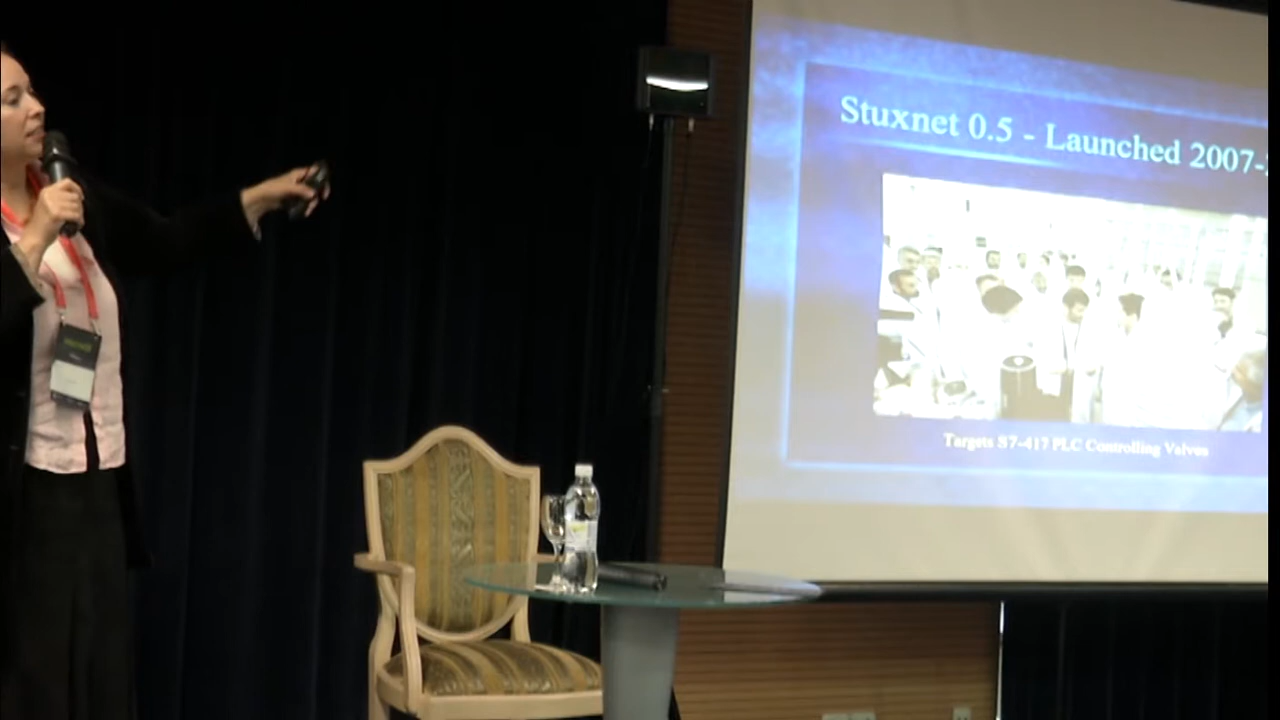 Stuxnet 0.5 - Launched 2007-
Targets S7-417 PLC Controlling Valves